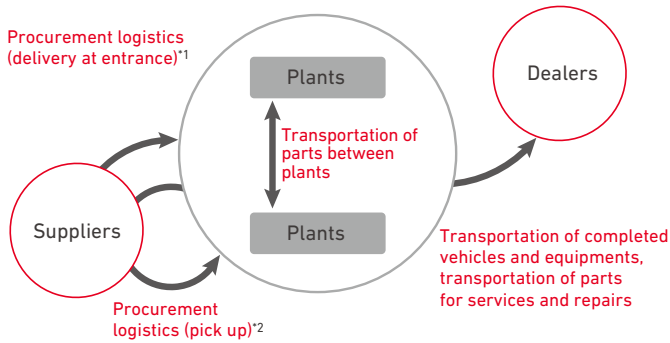 Procurement logistics
(delivery at entrance)*1
Plants
Dealers
Transportation of
parts between
plants
Suppliers
Plants
Transportation of completed
vehicles and equipments,
transportation of parts
for services and repairs
Procurement
logistics (pick up)*2